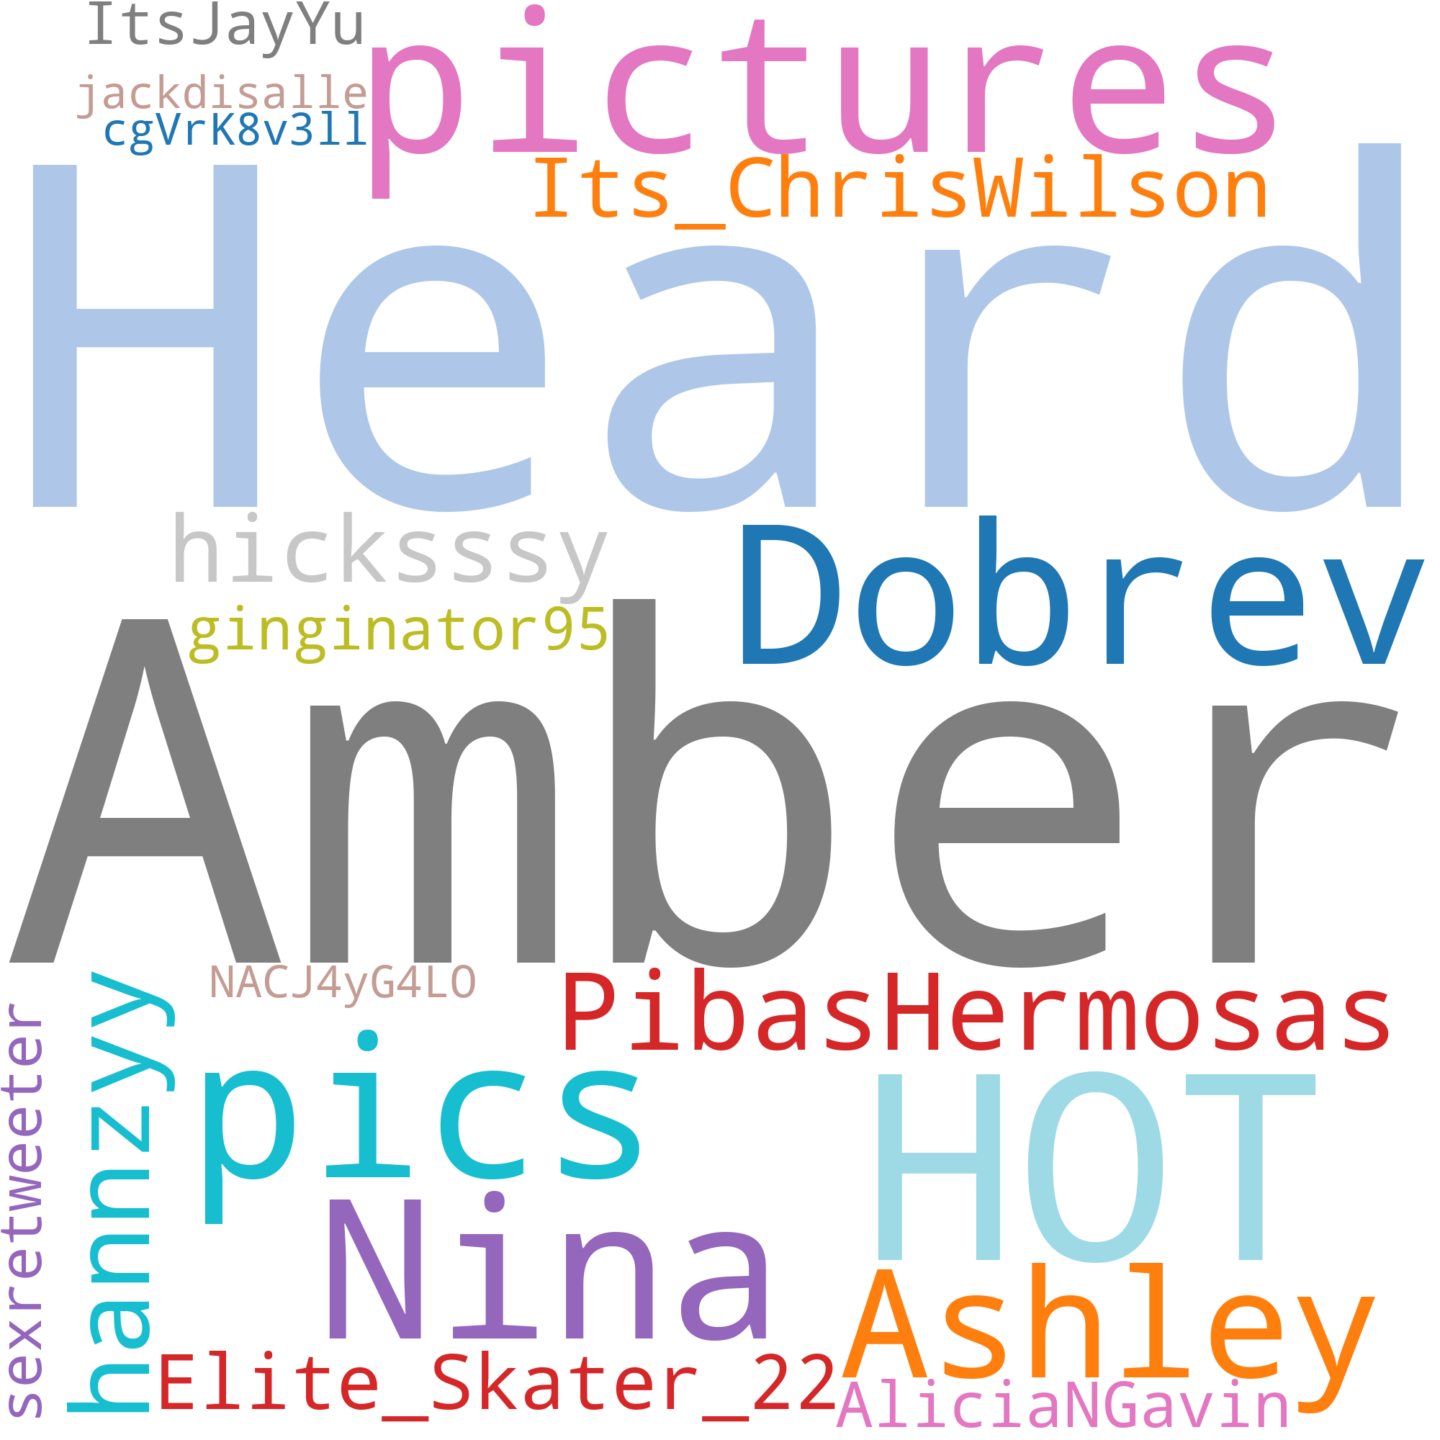 ItsJayYu
pictures
jackdisalle
cgVrK8v3ll
Its_ChrisWilson
Heard
hicksssy
Dobrev
ginginator95
Amber
NACJ4yG4LO
PibasHermosas
sexretweeter
hannzyy
pics
HOT
Nina
Ashley
Elite_Skater_22
AliciaNGavin